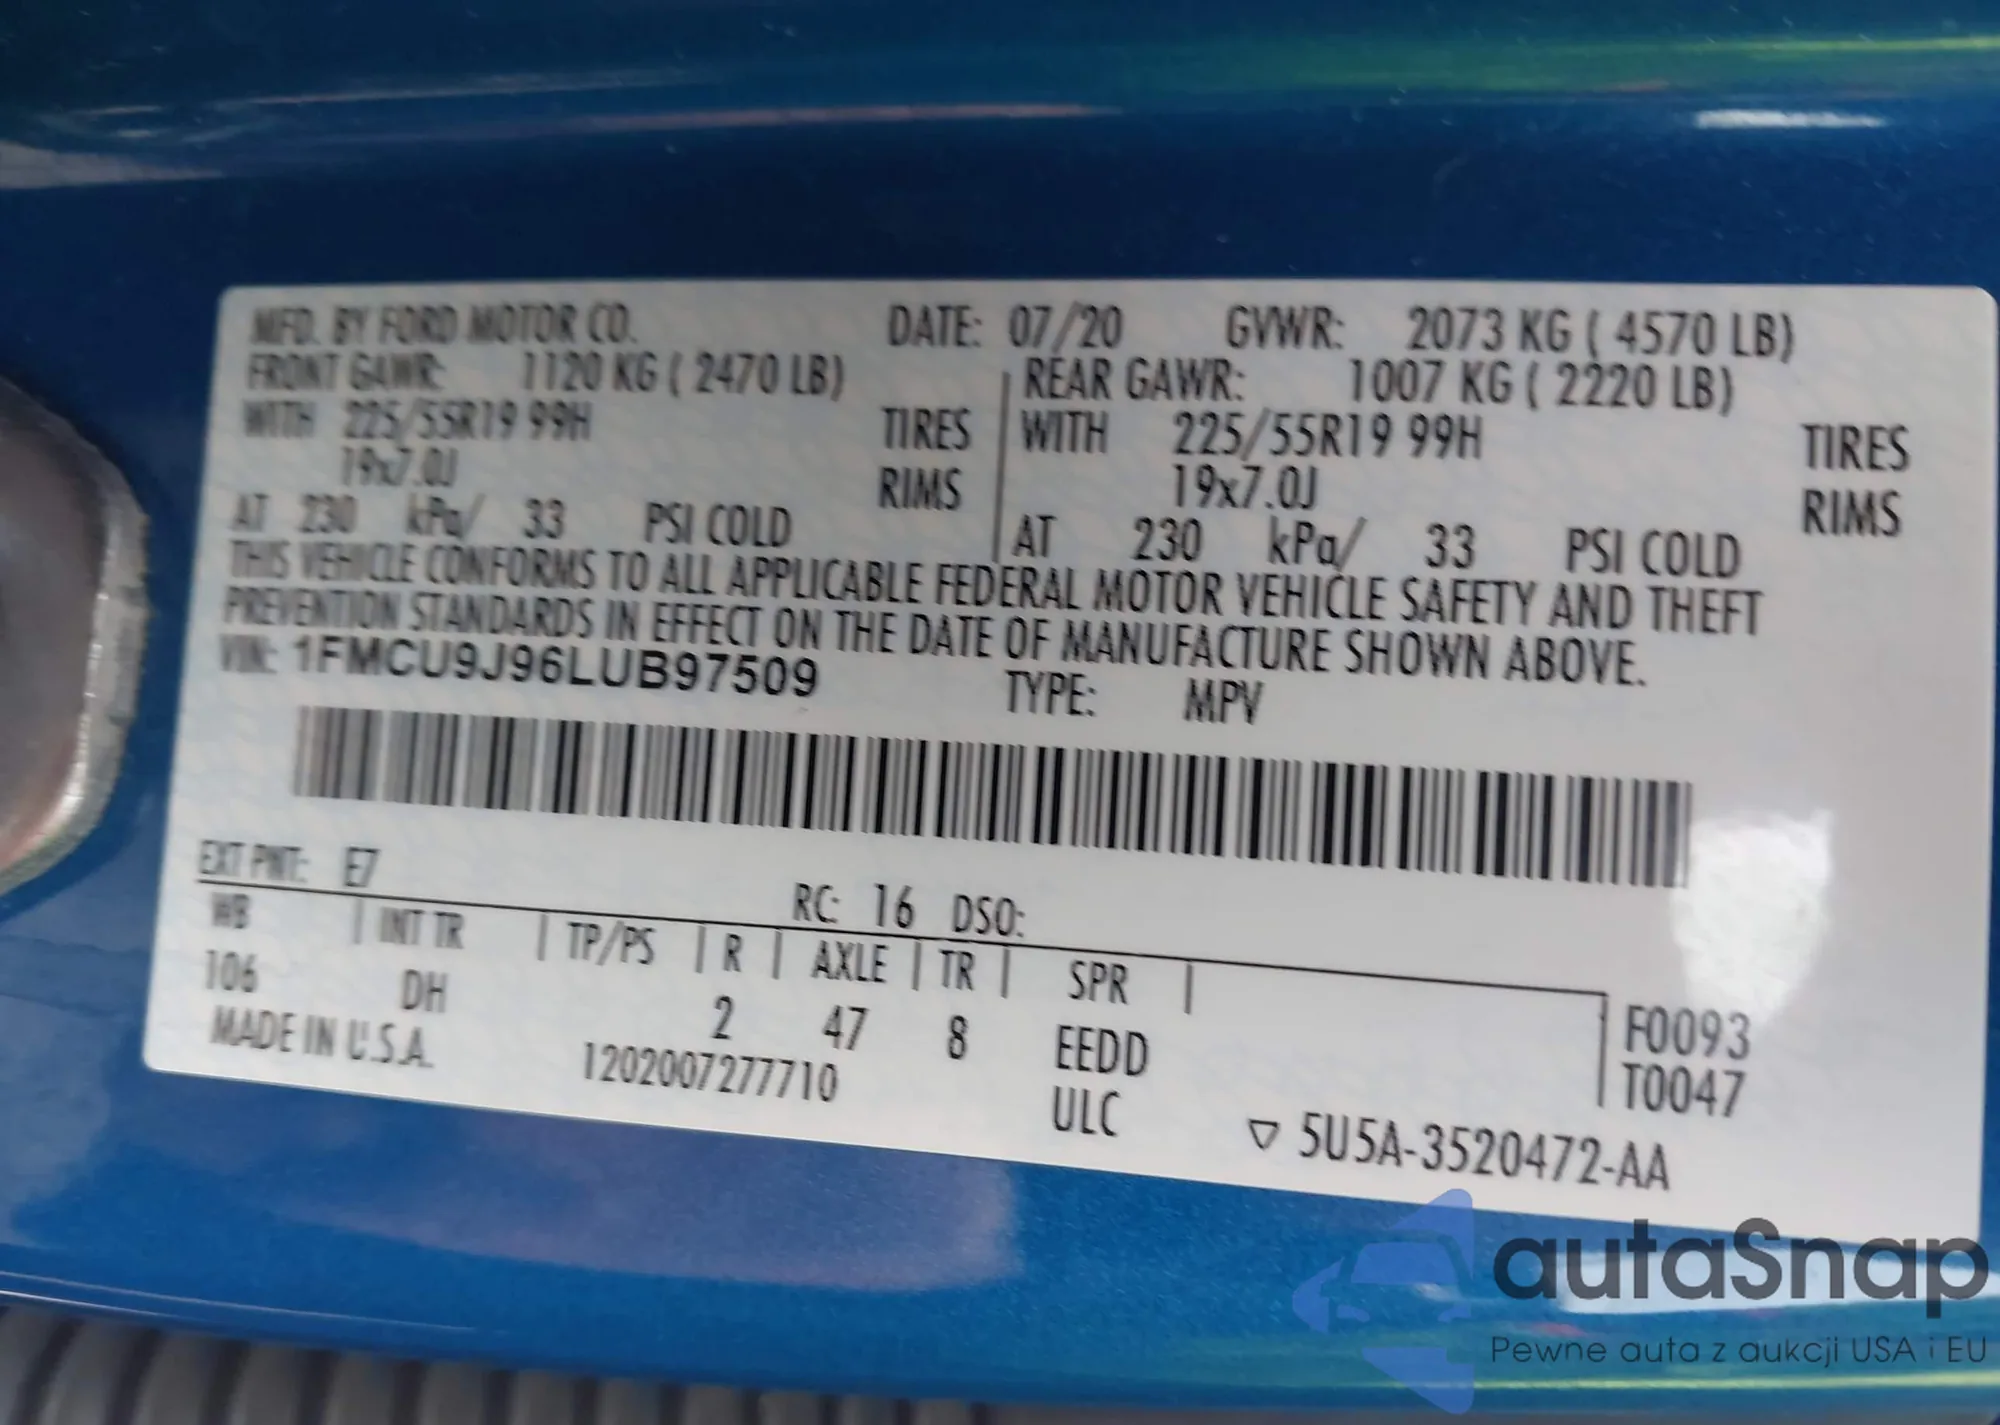 MFD. BY FORD MOTOR CO. DATE: 07/20 GVWR: 2073 KG ( 4570 LB)
FRONT GAWR: 1120 KG ( 2470 LB) REAR GAWR: 1007 KG ( 2220 LB)
WITH 225/55R19 99H TIRES WITH 225/55R19 99H TIRES
19x7.0J RIMS 19x7.0J RIMS
AT 230 kPa/ 33 PSI COLD AT 230 kPa/ 33 PSI COLD
THIS VEHICLE CONFORMS TO ALL APPLICABLE FEDERAL MOTOR VEHICLE SAFETY AND THEFT
PREVENTION STANDARDS IN EFFECT ON THE DATE OF MANUFACTURE SHOWN ABOVE.
VIN: 1FMCU9J96LUB97509 TYPE: MPV
EXT PNT: E7 RC: 16 DSO:
WB | INT TR | TP/PS | R | AXLE | TR | SPR |
106 DH 2 47 8 EEDD F0093
MADE IN U.S.A. 1202007277710 ULC T0047
▽ 5U5A-3520472-AA
autaSnap
Pewne auta z aukcji USA i EU